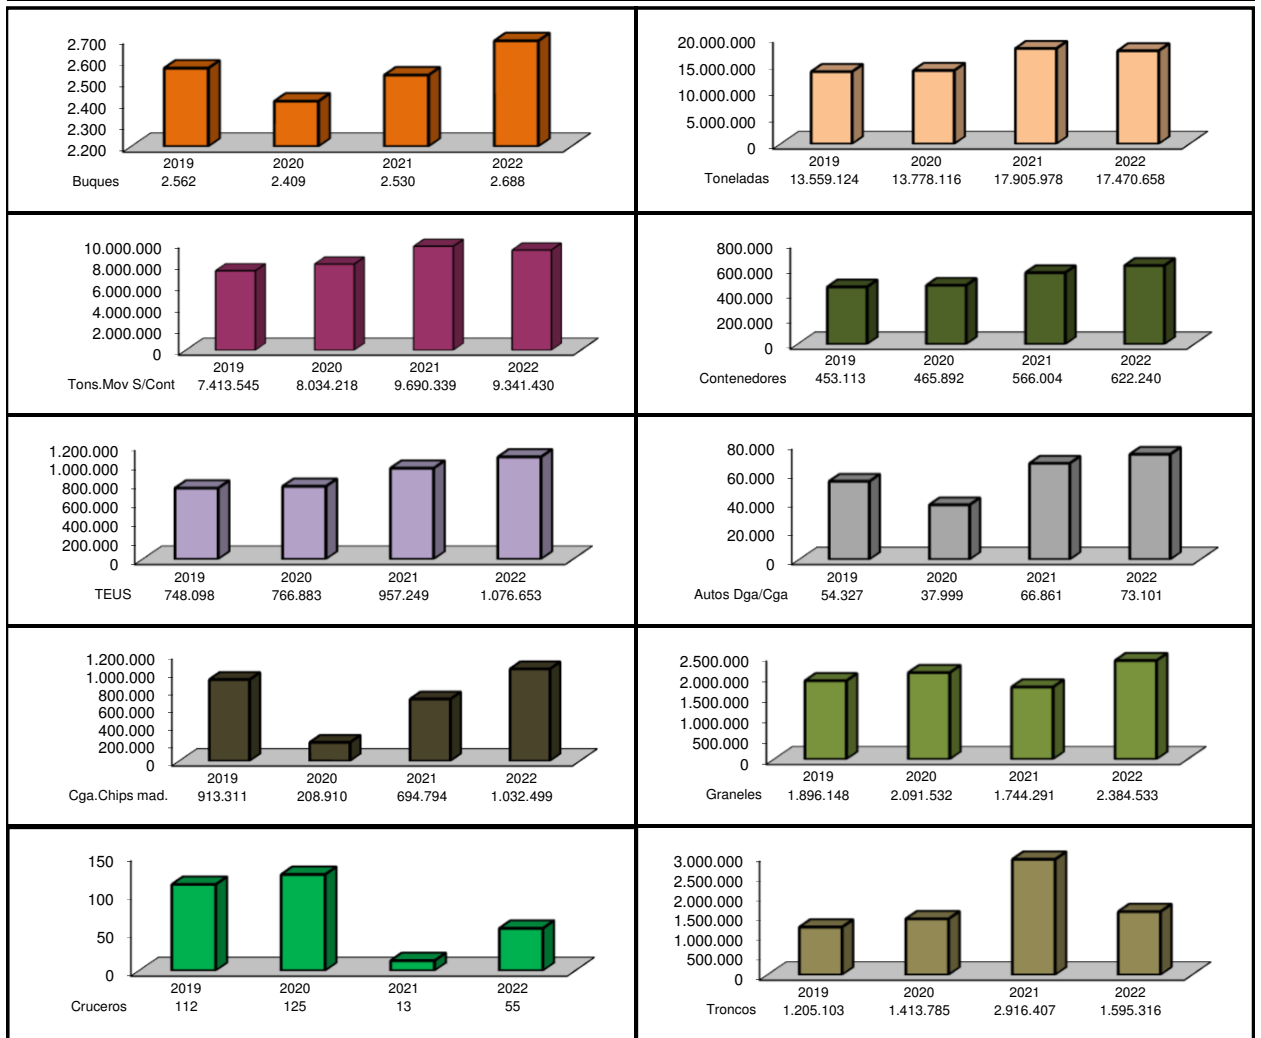 2.700
2.600
2.500
2.400
2.300
2.200
2019 2020 2021 2022
Buques 2.562 2.409 2.530 2.688
20.000.000
15.000.000
10.000.000
5.000.000
0
2019 2020 2021 2022
Toneladas 13.559.124 13.778.116 17.905.978 17.470.658
10.000.000
8.000.000
6.000.000
4.000.000
2.000.000
0
2019 2020 2021 2022
Tons.Mov S/Cont 7.413.545 8.034.218 9.690.339 9.341.430
800.000
600.000
400.000
200.000
0
2019 2020 2021 2022
Contenedores 453.113 465.892 566.004 622.240
1.200.000
1.000.000
800.000
600.000
400.000
200.000
0
2019 2020 2021 2022
TEUS 748.098 766.883 957.249 1.076.653
80.000
60.000
40.000
20.000
0
2019 2020 2021 2022
Autos Dga/Cga 54.327 37.999 66.861 73.101
1.200.000
1.000.000
800.000
600.000
400.000
200.000
0
2019 2020 2021 2022
Cga.Chips mad. 913.311 208.910 694.794 1.032.499
2.500.000
2.000.000
1.500.000
1.000.000
500.000
0
2019 2020 2021 2022
Graneles 1.896.148 2.091.532 1.744.291 2.384.533
150
100
50
0
2019 2020 2021 2022
Cruceros 112 125 13 55
3.000.000
2.500.000
2.000.000
1.500.000
1.000.000
500.000
0
2019 2020 2021 2022
Troncos 1.205.103 1.413.785 2.916.407 1.595.316